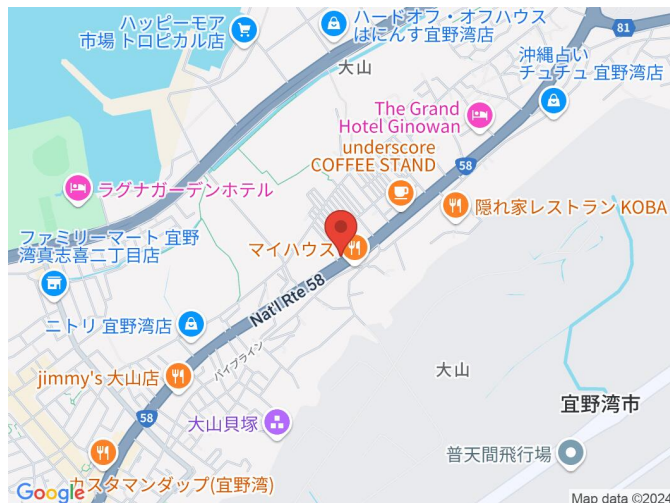 ハッピーモア
市場 トロピカル店
ハードオフ・オフハウス
はにんす宜野湾店
大山
81
沖縄占い
チュチュ 宜野湾店
The Grand
Hotel Ginowan
underscore
COFFEE STAND
58
ラグナガーデンホテル
隠れ家レストラン KOBA
ファミリーマート 宜野
湾真志喜二丁目店
マイハウス
Nat'l Rte 58
ニトリ 宜野湾店
パイプライン
jimmy's 大山店
大山
宜野湾市
58
大山貝塚
普天間飛行場
カスタマンダップ(宜野湾)
Google
Map data ©2024